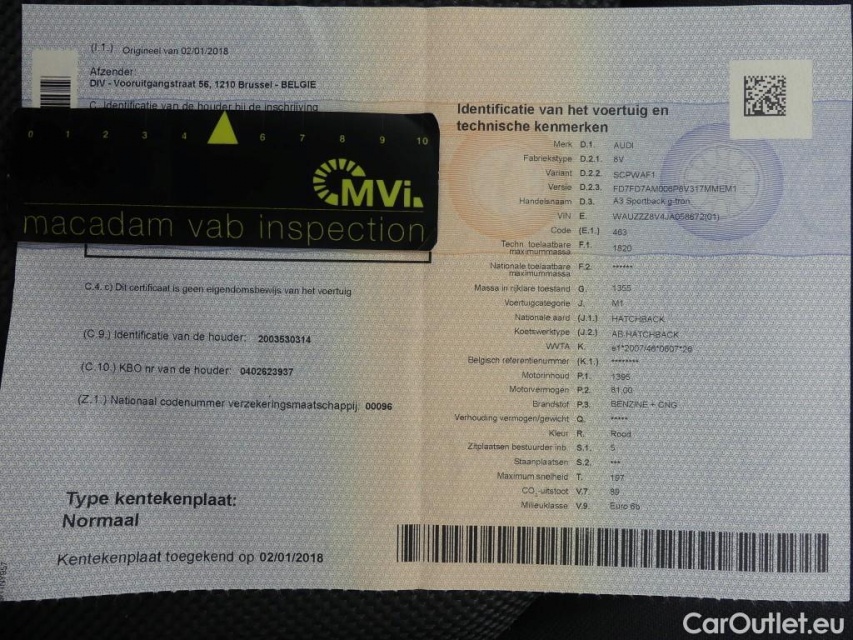 (I.1.) Origineel van 02/01/2018
Afzender:
DIV - Vooruitgangstraat 56, 1210 Brussel - BELGIE
C. Identificatie van de houder bij de inschrijving
0 1 2 3 4 6 7 8 9 10
MVi.
macadam vab inspection
C.4. c) Dit certificaat is geen eigendomsbewijs van het voertuig
(C.9.) Identificatie van de houder: 2003530314
(C.10.) KBO nr van de houder: 0402623937
(Z.1.) Nationaal codenummer verzekeringsmaatschappij: 00096
Type kentekenplaat:
Normaal
Kentekenplaat toegekend op 02/01/2018
Identificatie van het voertuig en
technische kenmerken
Merk D.1. AUDI
Fabriekstype D.2.1. 8V
Variant D.2.2. SCPWAF1
Versie D.2.3. FD7FD7AM006P8V317MMEM1
Handelsnaam D.3. A3 Sportback g-tron
VIN E. WAUZZZ8V4JA058672(01)
Code (E.1.) 463
Techn. toelaatbare
maximummassa F.1. 1820
Nationale toelaatbare
maximummassa F.2. ******
Massa in rijklare toestand G. 1355
Voertuigcategorie J. M1
Nationale aard (J.1.) HATCHBACK
Koetswerktype (J.2.) AB HATCHBACK
WVTA K. e1*2007/46*0607*26
Belgisch referentienummer (K.1.) ********
Motorinhoud P.1. 1395
Motorvermogen P.2. 81.00
Brandstof P.3. BENZINE + CNG
Verhouding vermogen/gewicht Q. *****
Kleur R. Rood
Zitplaatsen bestuurder inb. S.1. 5
Staanplaatsen S.2. ***
Maximum snelheid T. 197
CO₂-uitstoot V.7. 89
Milieuklasse V.9. Euro 6b
CarOutlet.eu